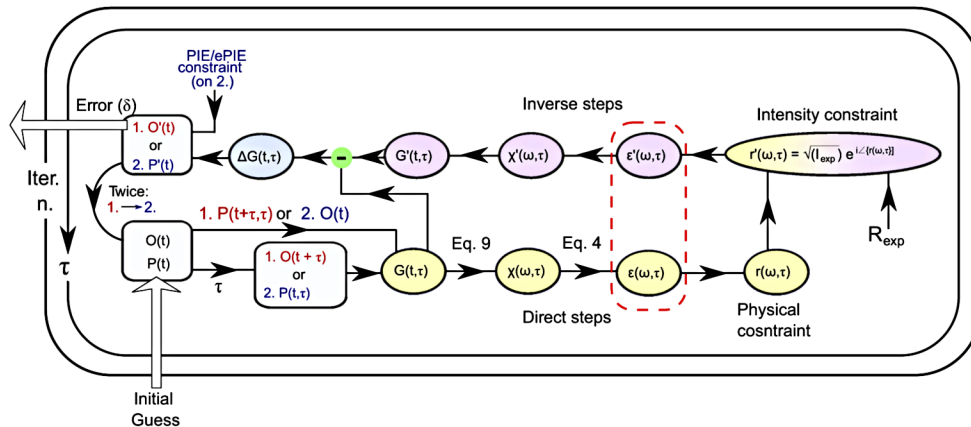 PIE/ePIE
constraint
(on 2.)
Error (δ)
Inverse steps
Intensity constraint
1. O'(t)
or
2. P'(t)
ΔG(t,τ)
-
G'(t,τ)
χ'(ω,τ)
ε'(ω,τ)
r'(ω,τ) = √(I_exp) e^i∠{r(ω,τ)]
Iter.
n.
τ
Twice:
1. → 2.
1. P(t+τ,τ) or 2. O(t)
R_exp
O(t)
P(t)
τ
1. O(t + τ)
or
2. P(t,τ)
G(t,τ)
Eq. 9
χ(ω,τ)
Eq. 4
ε(ω,τ)
r(ω,τ)
Direct steps
Physical
cosntraint
Initial
Guess